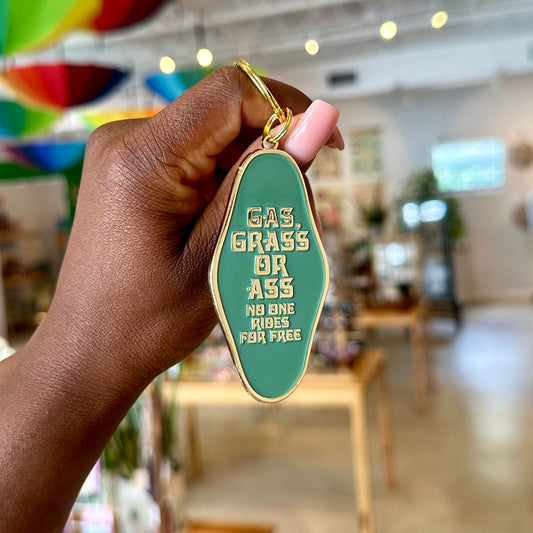 GAS,
GRASS
OR
ASS
NO ONE
RIDES
FOR FREE